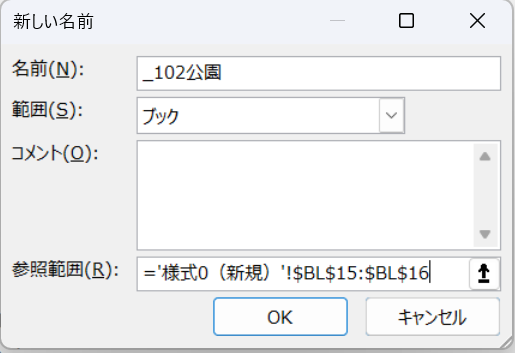 新しい名前
名前(N): _102公園
範囲(S): ブック
コメント(O):
参照範囲(R): ='様式0（新規）'!$BL$15:$BL$16
OK キャンセル